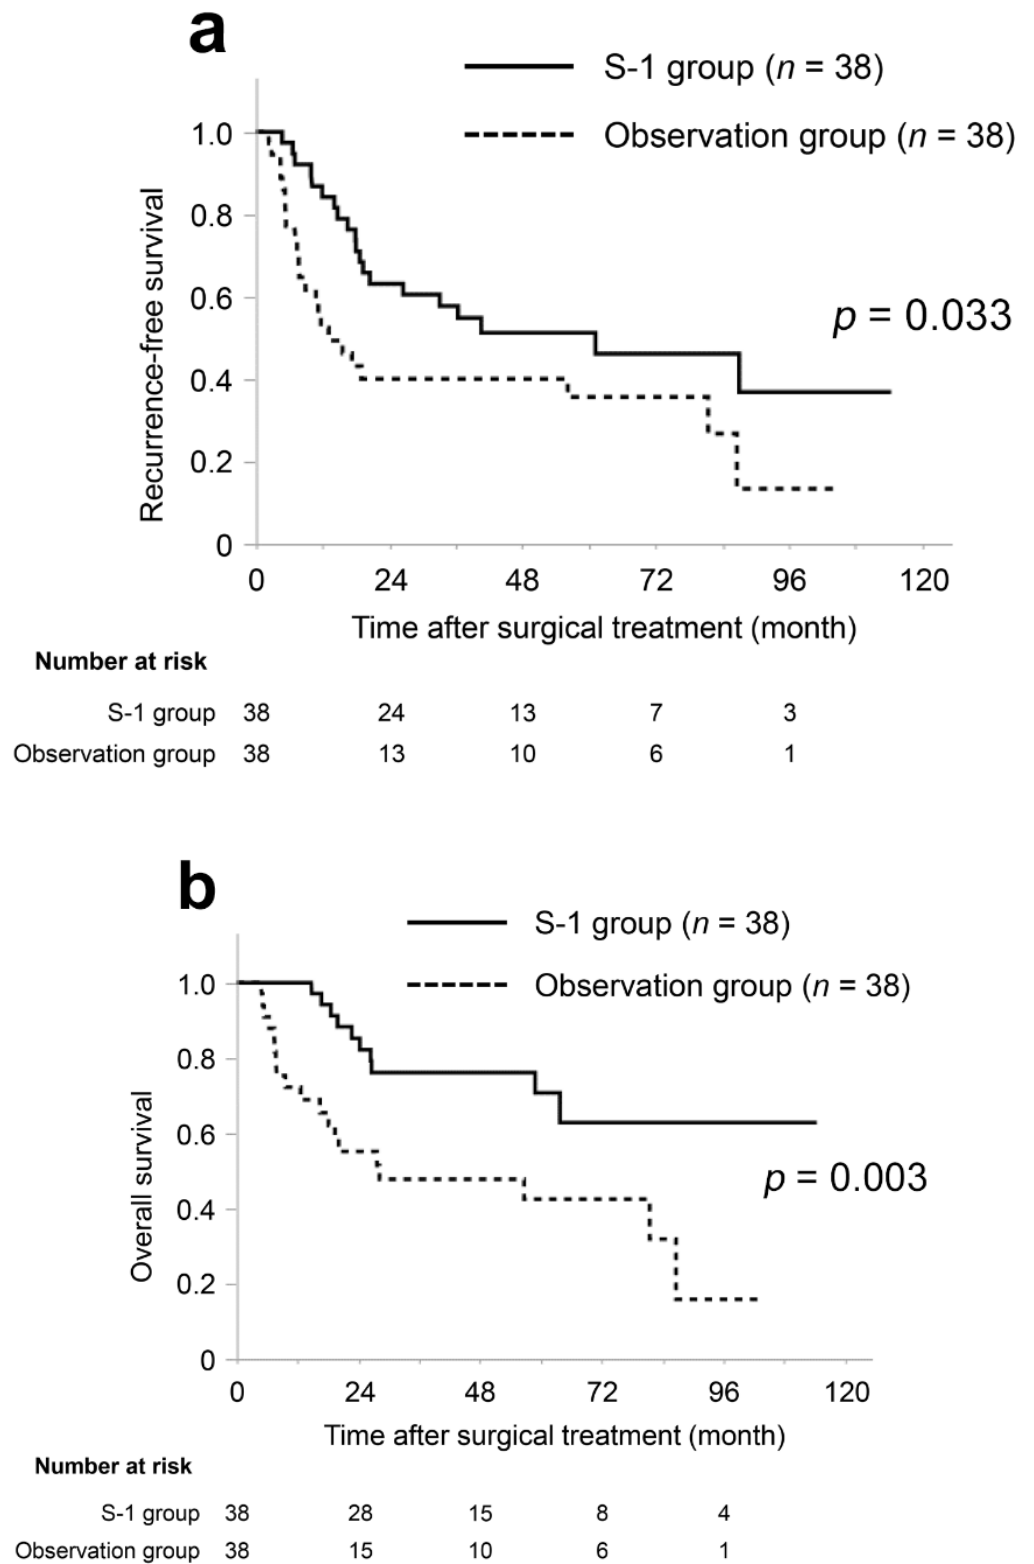 a
S-1 group (n = 38)
Observation group (n = 38)
1.0
0.8
0.6
0.4
0.2
0
Recurrence-free survival
p = 0.033
0 24 48 72 96 120
Time after surgical treatment (month)
Number at risk
S-1 group 38 24 13 7 3
Observation group 38 13 10 6 1
b
S-1 group (n = 38)
Observation group (n = 38)
1.0
0.8
0.6
0.4
0.2
0
Overall survival
p = 0.003
0 24 48 72 96 120
Time after surgical treatment (month)
Number at risk
S-1 group 38 28 15 8 4
Observation group 38 15 10 6 1